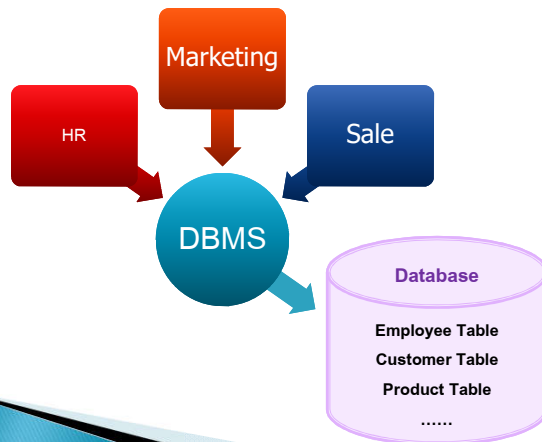 Marketing
HR
Sale
DBMS
Database
Employee Table
Customer Table
Product Table
......